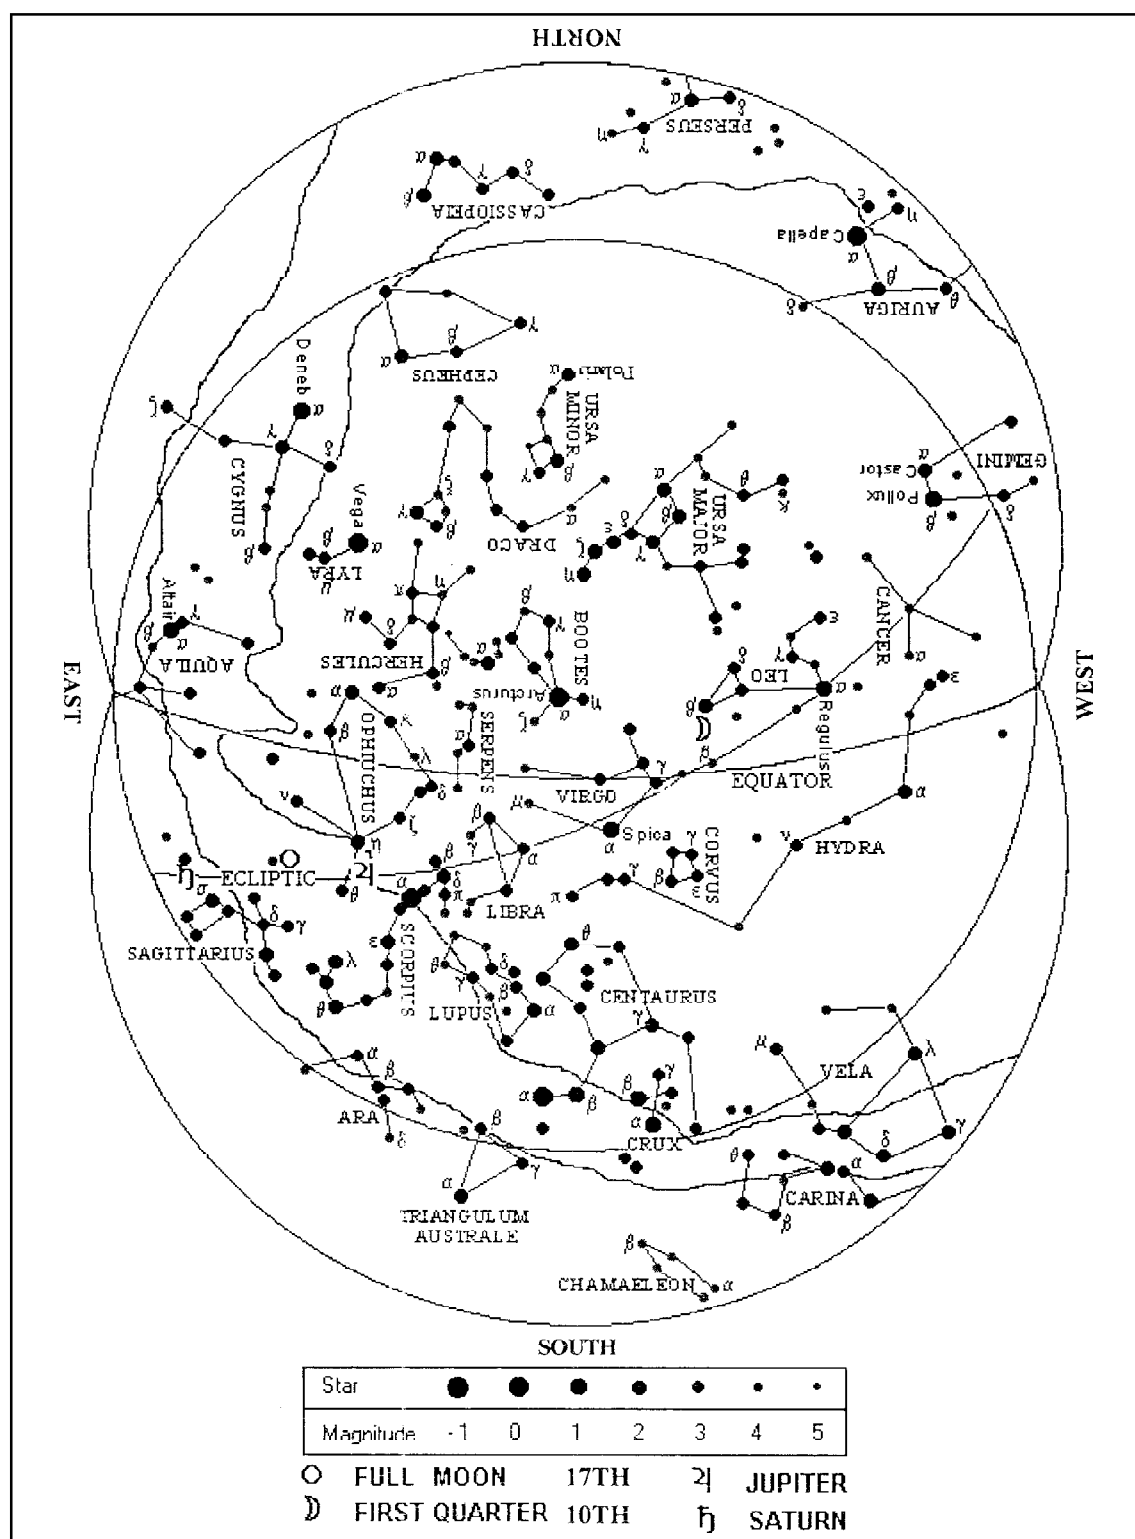 NORTH
PERSEUS
α
δ
γ
η
CASSIOPEIA
α
β
γ
δ
Capella
α
ε
η
β
θ
δ
AURIGA
CEPHEUS
α
β
γ
Polaris
α
URSA
MINOR
β
γ
Deneb
α
γ
δ
ζ
β
CYGNUS
Vega
α
β
μ
LYRA
DRACO
ζ
γ
β
α
URSA
MAJOR
α
β
γ
δ
ε
ζ
η
θ
κ
GEMINI
Castor
α
Pollux
β
δ
CANCER
α
Altair
γ
β
α
AQUILA
HERCULES
π
η
μ
δ
β
α
α
BOOTES
β
γ
Arcturus
α
η
ζ
LEO
ε
γ
δ
β
Regulus
α
ε
EAST
WEST
OPHIUCHUS
α
β
κ
λ
δ
ζ
ν
η
θ
SERPENS
α
VIRGO
γ
β
μ
Spica
α
EQUATOR
CORVUS
γ
β
ε
HYDRA
α
ν
γ
π
ECLIPTIC
LIBRA
β
γ
α
SAGITTARIUS
σ
δ
γ
SCORPIUS
β
δ
π
α
ε
λ
θ
LUPUS
θ
γ
δ
β
α
CENTAURUS
θ
γ
α
β
VELA
μ
λ
γ
δ
ARA
α
β
δ
CRUX
γ
β
α
TRIANGULUM
AUSTRALE
β
γ
α
CARINA
θ
α
β
CHAMAELEON
β
α
SOUTH
Star
Magnitude -1 0 1 2 3 4 5
FULL MOON 17TH JUPITER
FIRST QUARTER 10TH SATURN